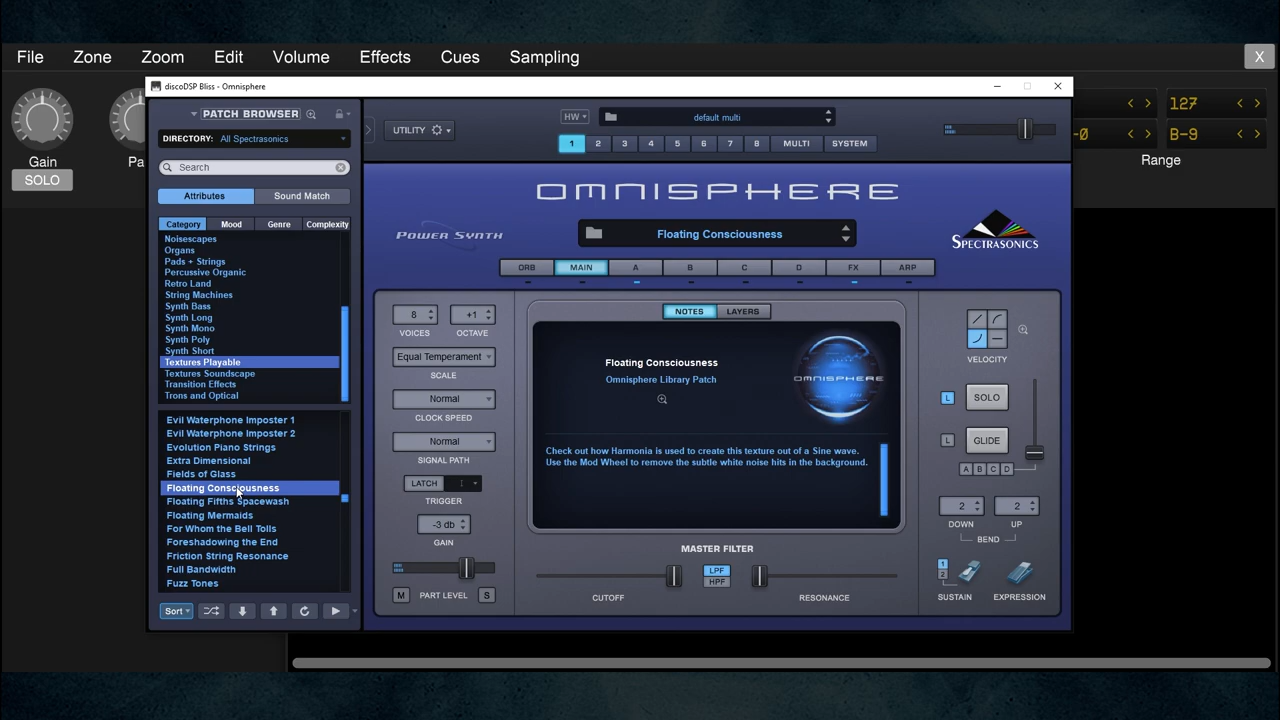 File Zone Zoom Edit Volume Effects Cues Sampling X
Gain
Pa
SOLO
127
-0 B-9
Range
discoDSP Bliss - Omnisphere
PATCH BROWSER
DIRECTORY: All Spectrasonics
Search
Attributes Sound Match
Category Mood Genre Complexity
Noisescapes
Organs
Pads + Strings
Percussive Organic
Retro Land
String Machines
Synth Bass
Synth Long
Synth Mono
Synth Poly
Synth Short
Textures Playable
Textures Soundscape
Transition Effects
Trons and Optical
Evil Waterphone Imposter 1
Evil Waterphone Imposter 2
Evolution Piano Strings
Extra Dimensional
Fields of Glass
Floating Consciousness
Floating Fifths Spacewash
Floating Mermaids
For Whom the Bell Tolls
Foreshadowing the End
Friction String Resonance
Full Bandwidth
Fuzz Tones
Sort
UTILITY
HW
default multi
1 2 3 4 5 6 7 8 MULTI SYSTEM
OMNISPHERE
POWER SYNTH
Floating Consciousness
SPECTRASONICS
ORB MAIN A B C D FX ARP
8 +1
VOICES OCTAVE
Equal Temperament
SCALE
Normal
CLOCK SPEED
Normal
SIGNAL PATH
LATCH
TRIGGER
-3 db
GAIN
M PART LEVEL S
NOTES LAYERS
Floating Consciousness
Omnisphere Library Patch
OMNISPHERE
Check out how Harmonia is used to create this texture out of a Sine wave.
Use the Mod Wheel to remove the subtle white noise hits in the background.
MASTER FILTER
LPF
HPF
CUTOFF RESONANCE
VELOCITY
L SOLO
L GLIDE
A B C D
2 2
DOWN UP
BEND
1
2
SUSTAIN EXPRESSION